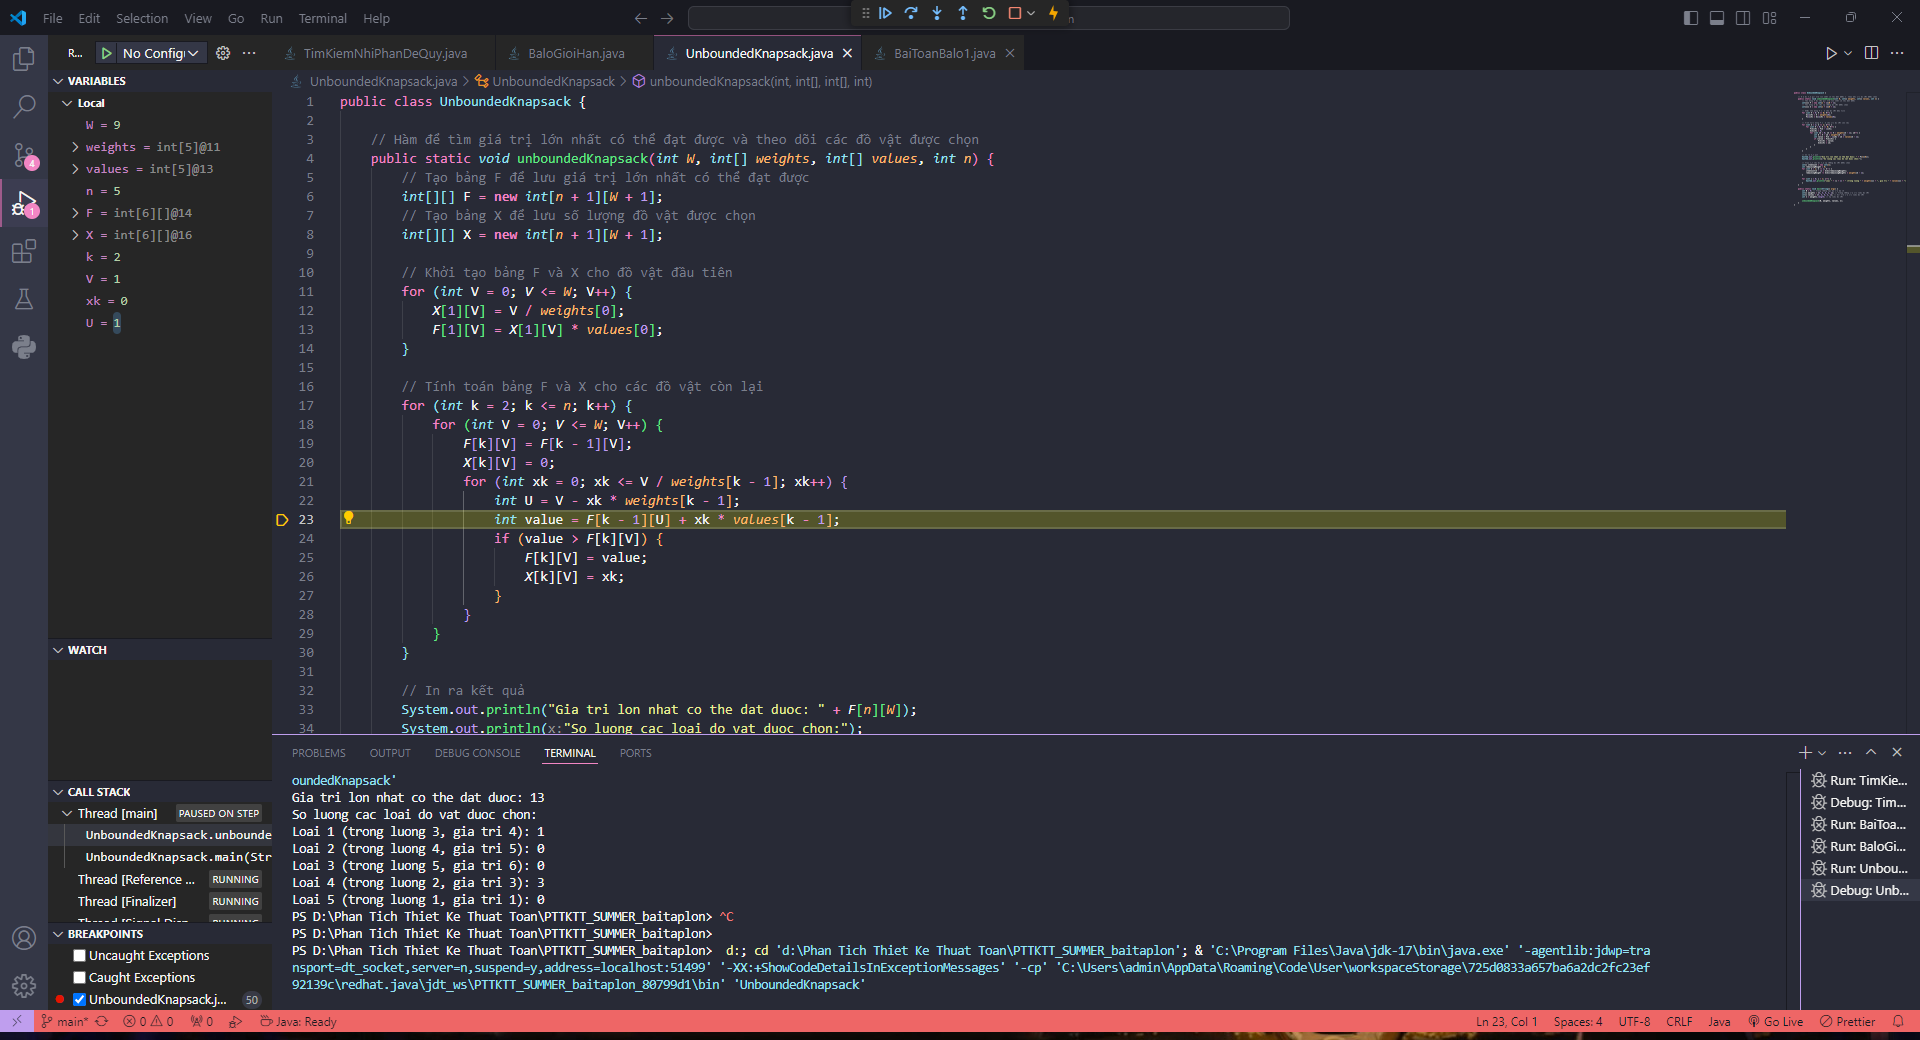 File Edit Selection View Go Run Terminal Help
R... No Config
TimKiemNhiPhanDeQuy.java BaloGioiHan.java UnboundedKnapsack.java BaiToanBalo1.java
UnboundedKnapsack.java > UnboundedKnapsack > unboundedKnapsack(int, int[], int[], int)
VARIABLES
Local
W = 9
weights = int[5]@11
values = int[5]@13
n = 5
F = int[6][]@14
X = int[6][]@16
k = 2
V = 1
xk = 0
U = 1
WATCH
CALL STACK
Thread [main] PAUSED ON STEP
UnboundedKnapsack.unbounde
UnboundedKnapsack.main(Str
Thread [Reference ... RUNNING
Thread [Finalizer] RUNNING
BREAKPOINTS
Uncaught Exceptions
Caught Exceptions
UnboundedKnapsack.j... 50
1 public class UnboundedKnapsack {
2
3 // Hàm để tìm giá trị lớn nhất có thể đạt được và theo dõi các đồ vật được chọn
4 public static void unboundedKnapsack(int W, int[] weights, int[] values, int n) {
5 // Tạo bảng F để lưu giá trị lớn nhất có thể đạt được
6 int[][] F = new int[n + 1][W + 1];
7 // Tạo bảng X để lưu số lượng đồ vật được chọn
8 int[][] X = new int[n + 1][W + 1];
9
10 // Khởi tạo bảng F và X cho đồ vật đầu tiên
11 for (int V = 0; V <= W; V++) {
12 X[1][V] = V / weights[0];
13 F[1][V] = X[1][V] * values[0];
14 }
15
16 // Tính toán bảng F và X cho các đồ vật còn lại
17 for (int k = 2; k <= n; k++) {
18 for (int V = 0; V <= W; V++) {
19 F[k][V] = F[k - 1][V];
20 X[k][V] = 0;
21 for (int xk = 0; xk <= V / weights[k - 1]; xk++) {
22 int U = V - xk * weights[k - 1];
23 int value = F[k - 1][U] + xk * values[k - 1];
24 if (value > F[k][V]) {
25 F[k][V] = value;
26 X[k][V] = xk;
27 }
28 }
29 }
30 }
31
32 // In ra kết quả
33 System.out.println("Gia tri lon nhat co the dat duoc: " + F[n][W]);
34 System.out.println(x:"So luong cac loai do vat duoc chon:");
PROBLEMS OUTPUT DEBUG CONSOLE TERMINAL PORTS
oundedKnapsack'
Gia tri lon nhat co the dat duoc: 13
So luong cac loai do vat duoc chon:
Loai 1 (trong luong 3, gia tri 4): 1
Loai 2 (trong luong 4, gia tri 5): 0
Loai 3 (trong luong 5, gia tri 6): 0
Loai 4 (trong luong 2, gia tri 3): 3
Loai 5 (trong luong 1, gia tri 1): 0
PS D:\Phan Tich Thiet Ke Thuat Toan\PTTKTT_SUMMER_baitaplon> ^C
PS D:\Phan Tich Thiet Ke Thuat Toan\PTTKTT_SUMMER_baitaplon>
PS D:\Phan Tich Thiet Ke Thuat Toan\PTTKTT_SUMMER_baitaplon> d:; cd 'd:\Phan Tich Thiet Ke Thuat Toan\PTTKTT_SUMMER_baitaplon'; & 'C:\Program Files\Java\jdk-17\bin\java.exe' '-agentlib:jdwp=tra
nsport=dt_socket,server=n,suspend=y,address=localhost:51499' '-XX:+ShowCodeDetailsInExceptionMessages' '-cp' 'C:\Users\admin\AppData\Roaming\Code\User\workspaceStorage\725d0833a657ba6a2dc2fc23ef
92139c\redhat.java\jdt_ws\PTTKTT_SUMMER_baitaplon_80799d1\bin' 'UnboundedKnapsack'
Run: TimKie...
Debug: Tim...
Run: BaiToa...
Run: BaloGi...
Run: Unbou...
Debug: Unb...
4
1
main* 0 0 0 Java: Ready Ln 23, Col 1 Spaces: 4 UTF-8 CRLF Java Go Live Prettier